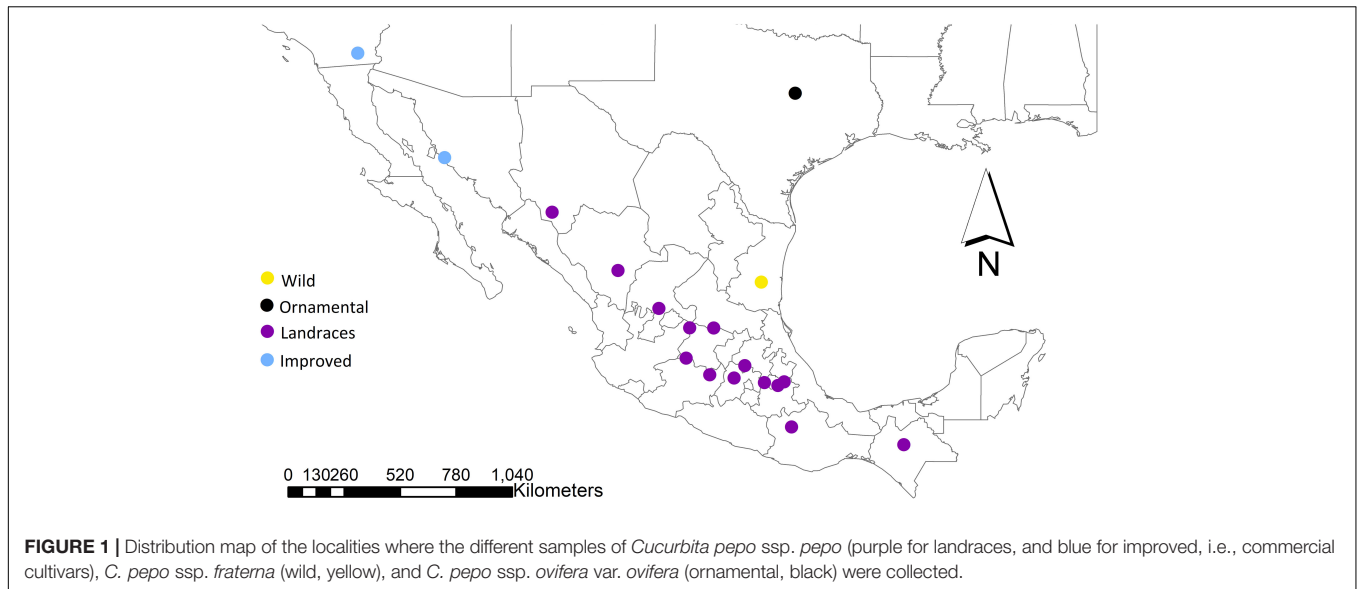 N
Wild
Ornamental
Landraces
Improved
0 130260 520 780 1,040
Kilometers
FIGURE 1 | Distribution map of the localities where the different samples of Cucurbita pepo ssp. pepo (purple for landraces, and blue for improved, i.e., commercial
cultivars), C. pepo ssp. fraterna (wild, yellow), and C. pepo ssp. ovifera var. ovifera (ornamental, black) were collected.